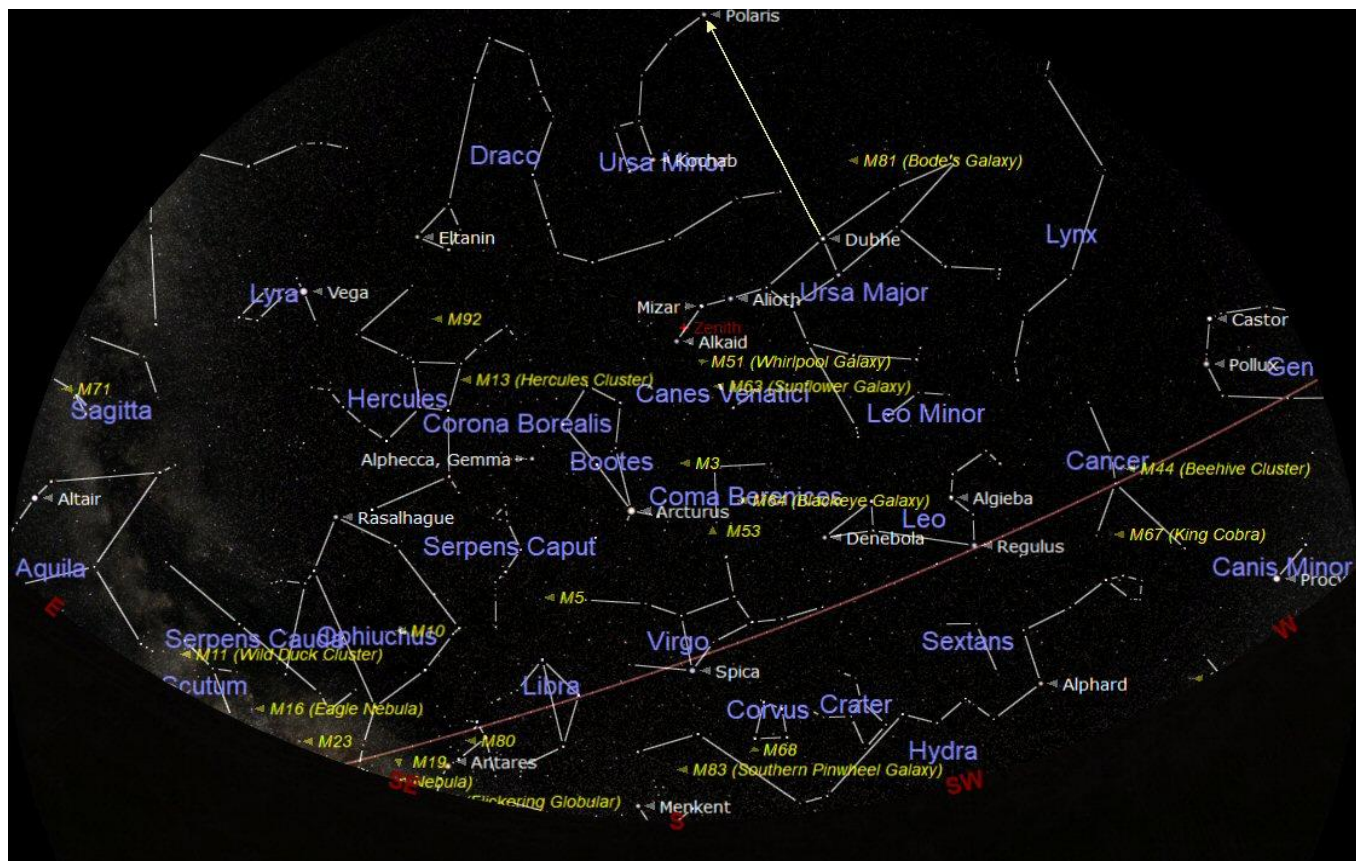 Polaris
Draco
Ursa Minor
Kochab
M81 (Bode's Galaxy)
Eltanin
Dubhe
Lynx
Lyra
Vega
Mizar
Alioth
Ursa Major
M92
Zenith
Alkaid
Castor
M51 (Whirlpool Galaxy)
Pollux
Gen
M71
M13 (Hercules Cluster)
Canes Venatici
M63 (Sunflower Galaxy)
Sagitta
Hercules
Corona Borealis
Leo Minor
Alphecca, Gemma
Bootes
M3
Cancer
M44 (Beehive Cluster)
Altair
Coma Berenices
M64 (Blackeye Galaxy)
Algieba
Arcturus
Rasalhague
Leo
M53
Denebola
Serpens Caput
Regulus
M67 (King Cobra)
Aquila
Canis Minor
Procy
E
M5
W
Serpens Cauda
Ophiuchus
M10
Virgo
Sextans
M11 (Wild Duck Cluster)
Spica
Scutum
Libra
Alphard
M16 (Eagle Nebula)
Corvus
Crater
M23
M80
M68
Hydra
M19
Antares
M83 (Southern Pinwheel Galaxy)
SE
Nebula)
SW
(Flickering Globular)
Menkent
S